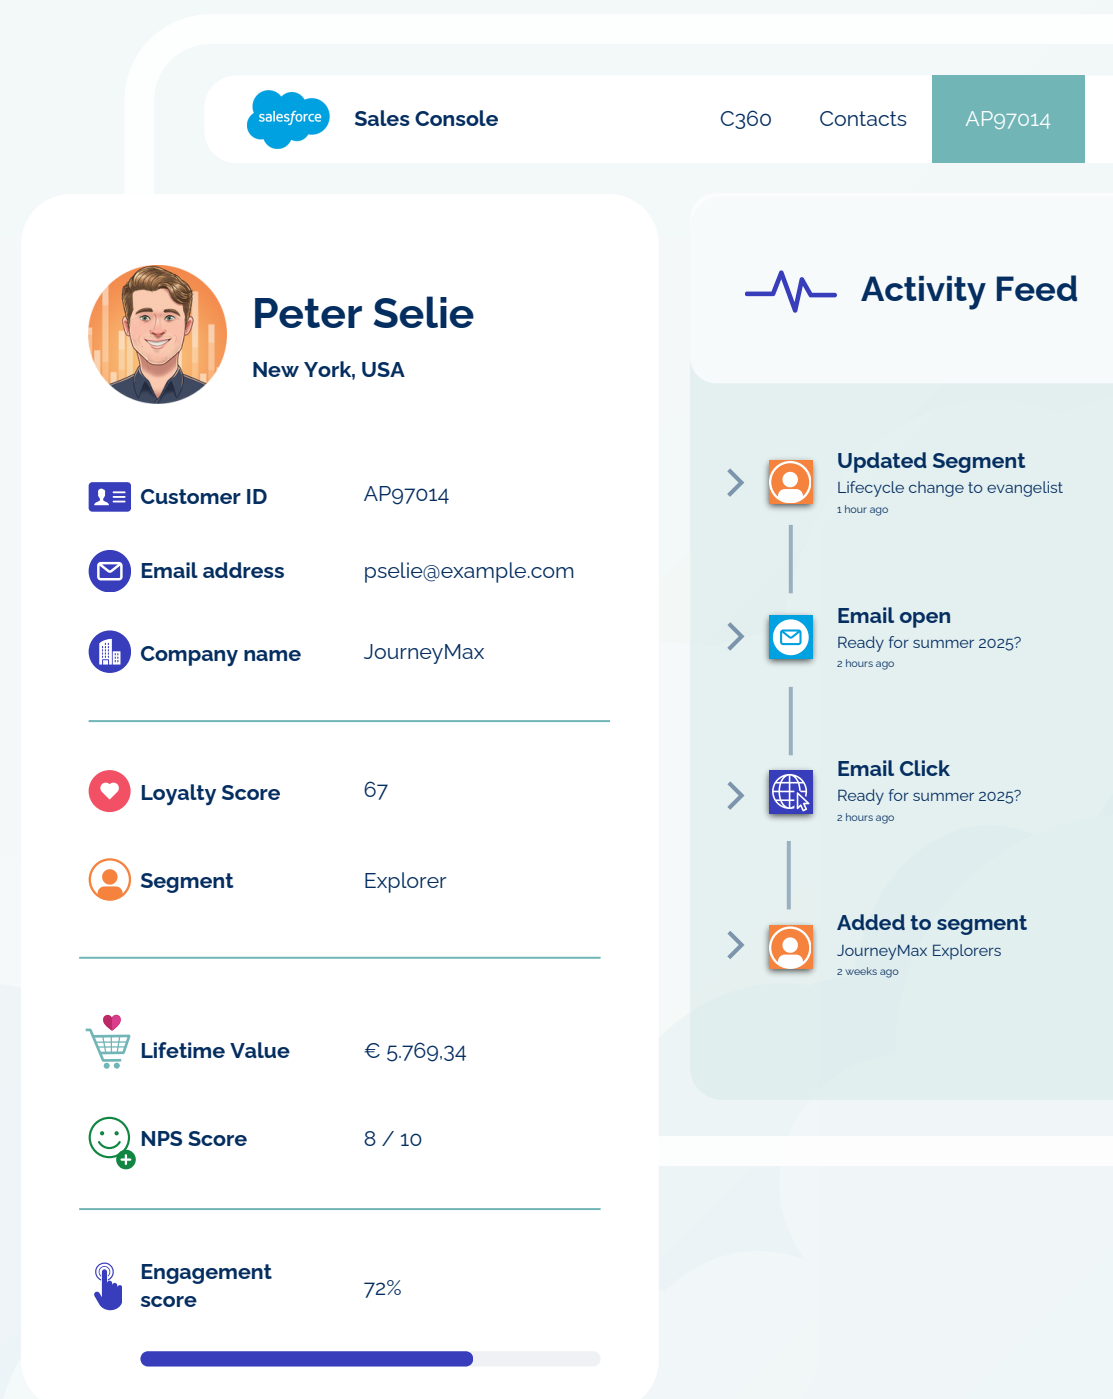 salesforce
Sales Console
C360
Contacts
AP97014
Peter Selie
New York, USA
Customer ID
AP97014
Email address
pselie@example.com
Company name
JourneyMax
Loyalty Score
67
Segment
Explorer
Lifetime Value
€ 5.769,34
NPS Score
8 / 10
Engagement
score
72%
Activity Feed
Updated Segment
Lifecycle change to evangelist
1 hour ago
Email open
Ready for summer 2025?
2 hours ago
Email Click
Ready for summer 2025?
2 hours ago
Added to segment
JourneyMax Explorers
2 weeks ago